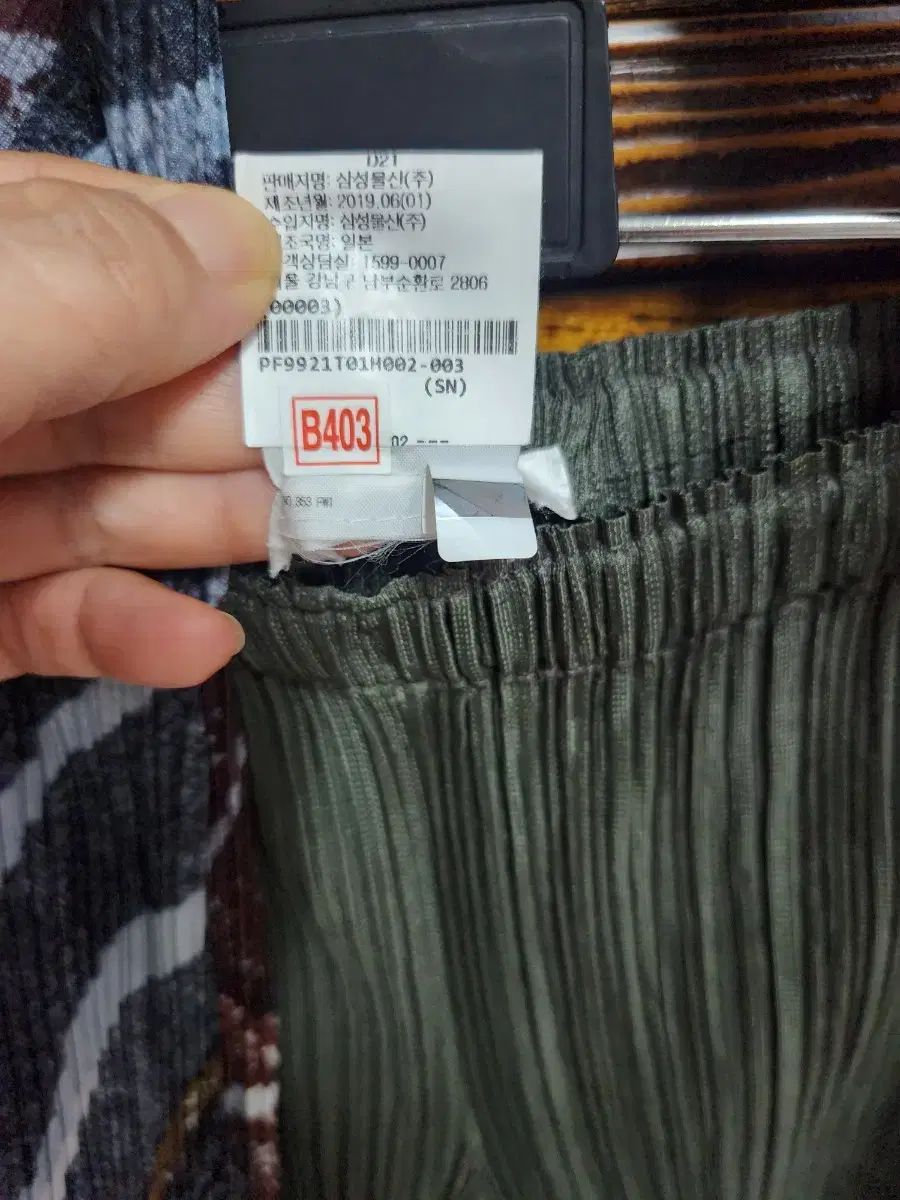 D21
판매자명: 삼성물산(주)
제조년월: 2019.06(01)
수입자명: 삼성물산(주)
조국명: 일본
객상담실: 1599-0007
울 강남구 남부순환로 2806
00003)
PF9921T01H002-003
(SN)
B403
02 ---